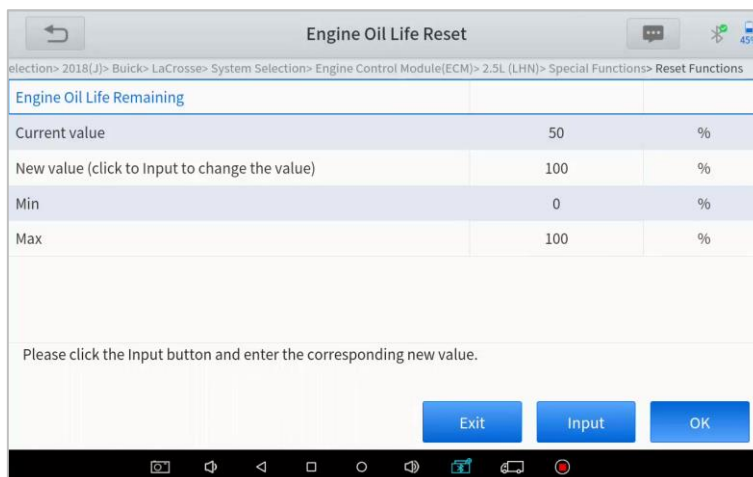 Engine Oil Life Reset
election> 2018(J)> Buick> LaCrosse> System Selection> Engine Control Module(ECM)> 2.5L (LHN)> Special Functions> Reset Functions
Engine Oil Life Remaining
Current value 50 %
New value (click to Input to change the value) 100 %
Min 0 %
Max 100 %
Please click the Input button and enter the corresponding new value.
Exit Input OK